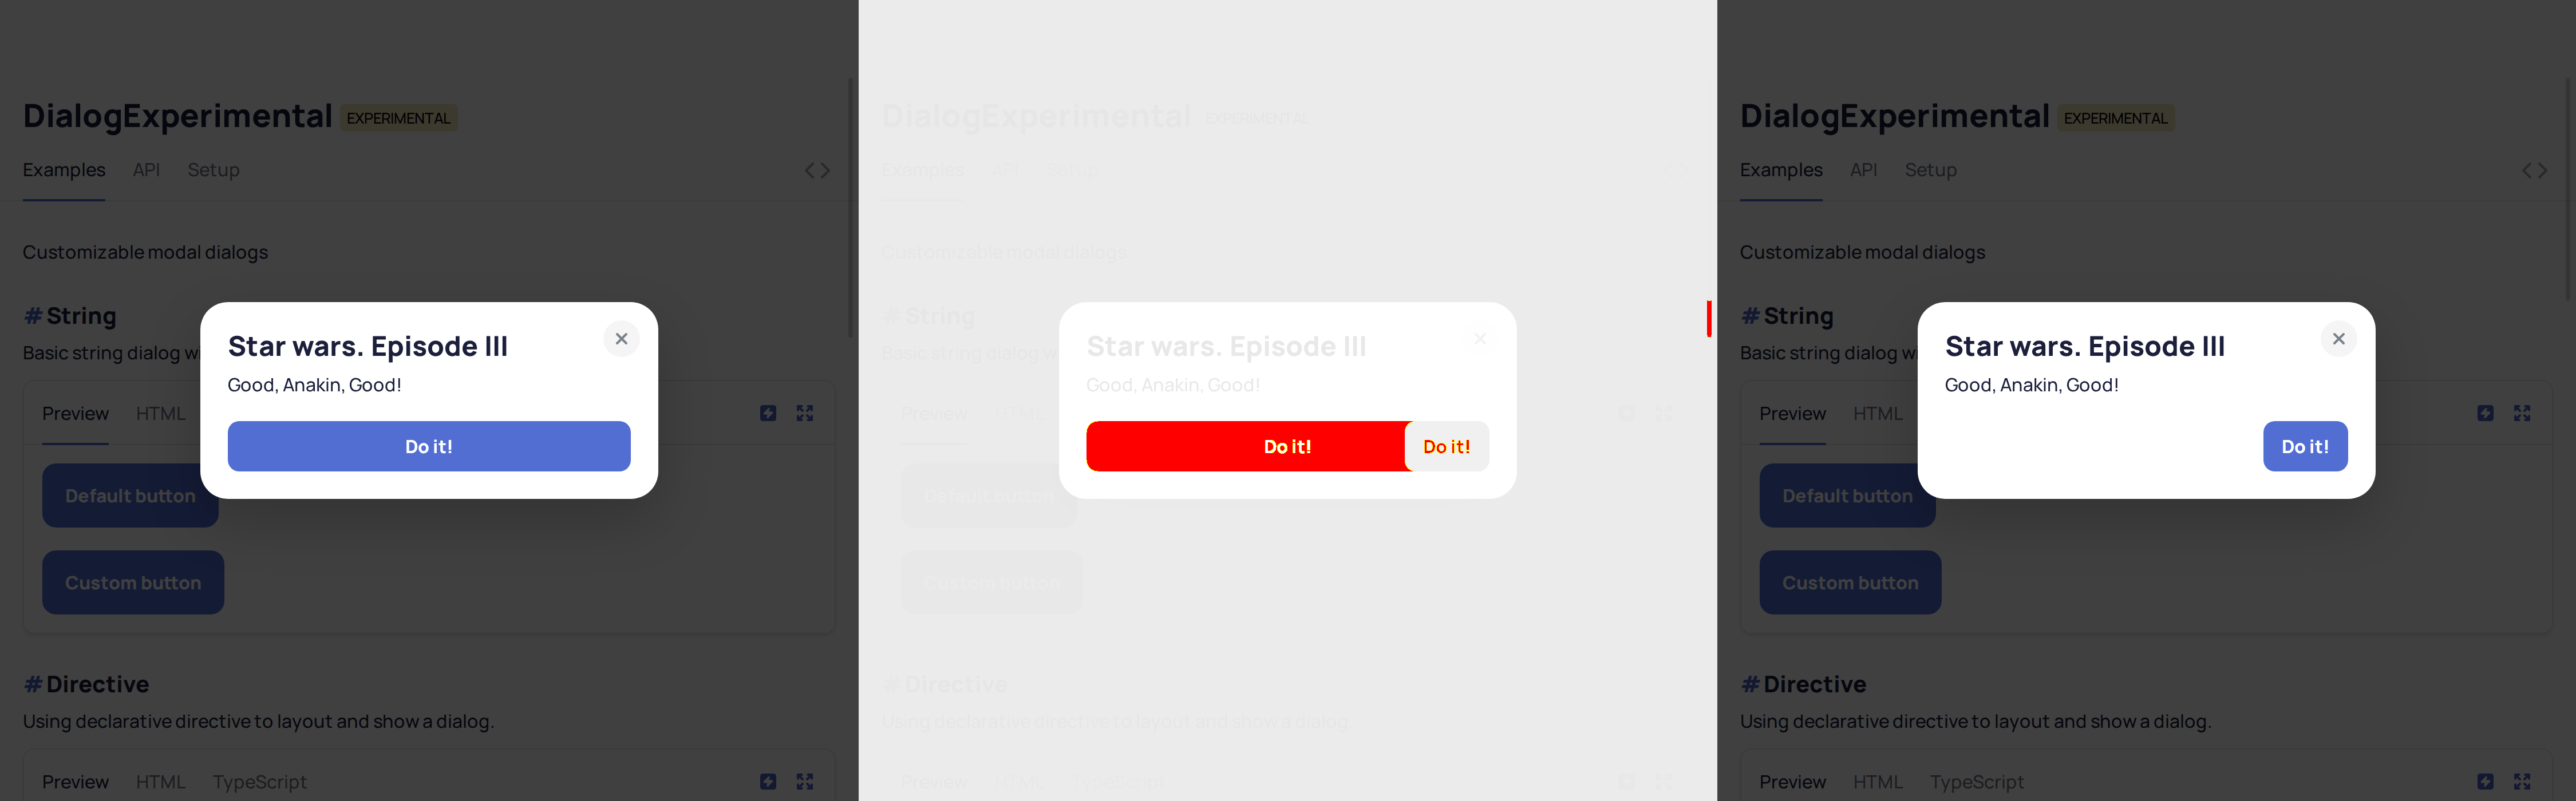 DialogExperimental EXPERIMENTAL
Examples API Setup
Customizable modal dialogs
# String
Basic string dialog wi
Star wars. Episode III
Good, Anakin, Good!
Do it!
Preview HTML
Default button
Custom button
# Directive
Using declarative directive to layout and show a dialog.
Preview HTML TypeScript
DialogExperimental EXPERIMENTAL
Examples API Setup
Customizable modal dialogs
# String
Basic string dialog wi
Star wars. Episode III
Good, Anakin, Good!
Do it! Do it!
Preview HTML
Default button
Custom button
# Directive
Using declarative directive to layout and show a dialog.
Preview HTML TypeScript
DialogExperimental EXPERIMENTAL
Examples API Setup
Customizable modal dialogs
# String
Basic string dialog wi
Star wars. Episode III
Good, Anakin, Good!
Do it!
Preview HTML
Default button
Custom button
# Directive
Using declarative directive to layout and show a dialog.
Preview HTML TypeScript